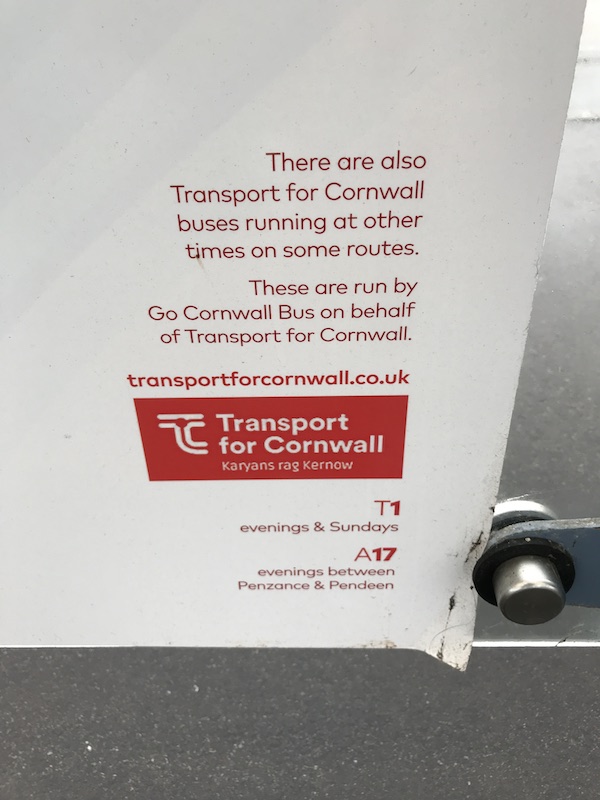 There are also
Transport for Cornwall
buses running at other
times on some routes.
These are run by
Go Cornwall Bus on behalf
of Transport for Cornwall.
transportforcornwall.co.uk
Transport
for Cornwall
Karyans rag Kernow
T1
evenings & Sundays
A17
evenings between
Penzance & Pendeen